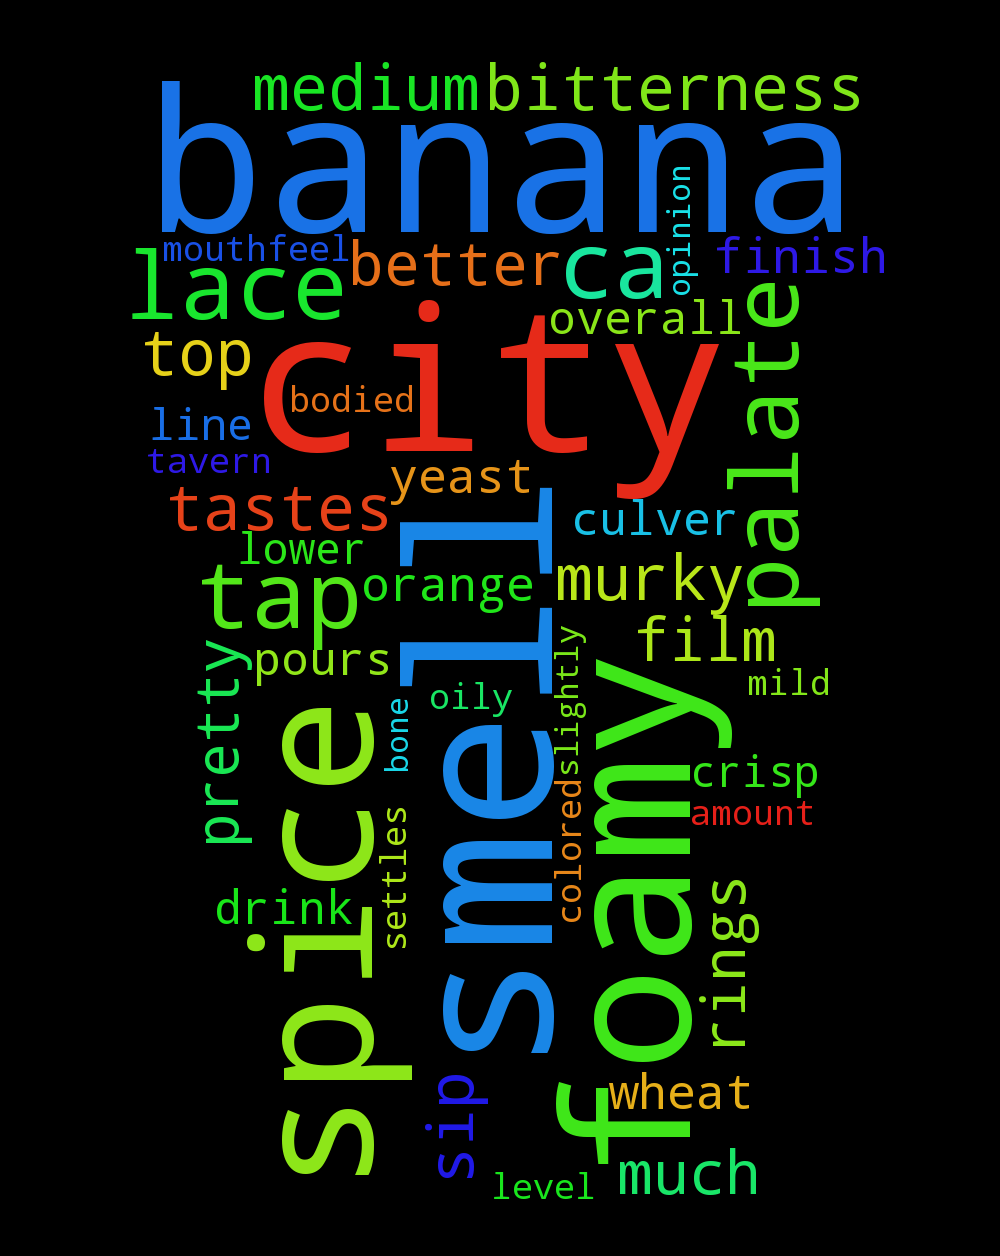 medium bitterness
banana
opinion
mouthfeel
better
ca
finish
lace
overall
palate
top
city
bodied
line
tavern
yeast
tastes
culver
lower
smell
tap
orange
murky
film
pours
pretty
slightly
mild
oily
bone
spice
foamy
crisp
amount
colored
settles
drink
rings
sip
wheat
much
level